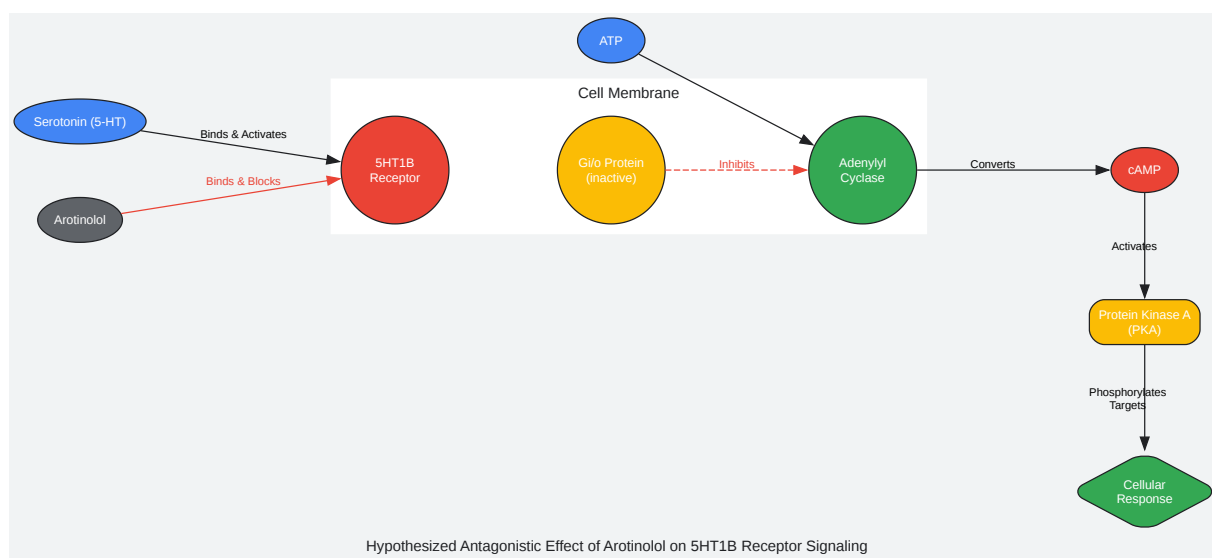 ATP
Cell Membrane
Serotonin (5-HT)
Binds & Activates
5HT1B
Receptor
Binds & Blocks
Arotinolol
Gi/o Protein
(inactive)
Inhibits
Adenylyl
Cyclase
Converts
cAMP
Activates
Protein Kinase A
(PKA)
Phosphorylates
Targets
Cellular
Response
Hypothesized Antagonistic Effect of Arotinolol on 5HT1B Receptor Signaling